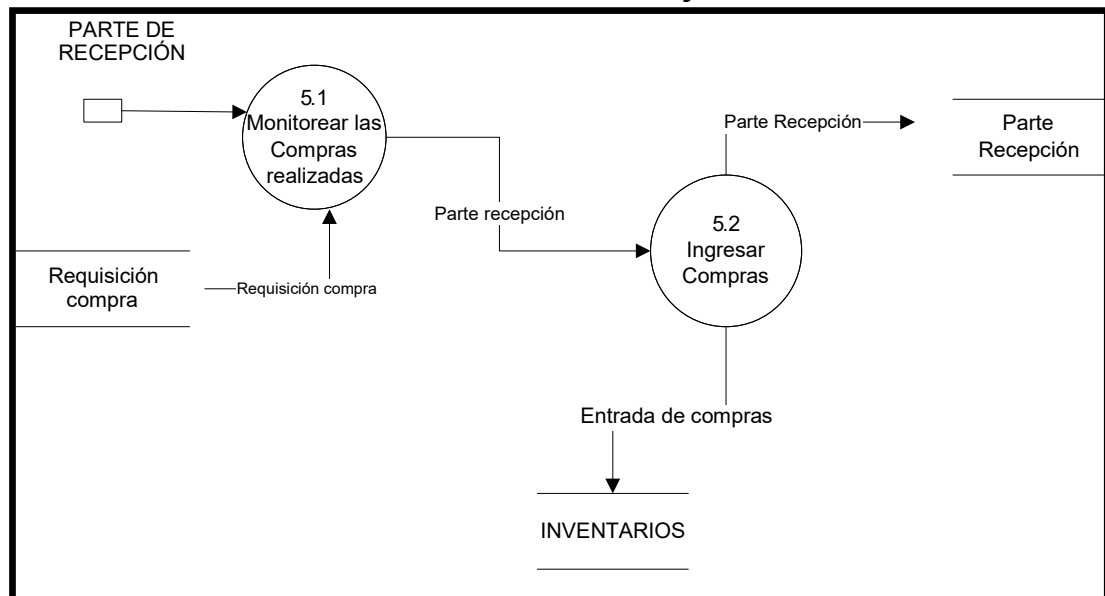 PARTE DE
RECEPCIÓN
5.1
Monitorear las
Compras
realizadas
Parte Recepción
Parte
Recepción
Parte recepción
5.2
Ingresar
Compras
Requisición
compra
Requisición compra
Entrada de compras
INVENTARIOS